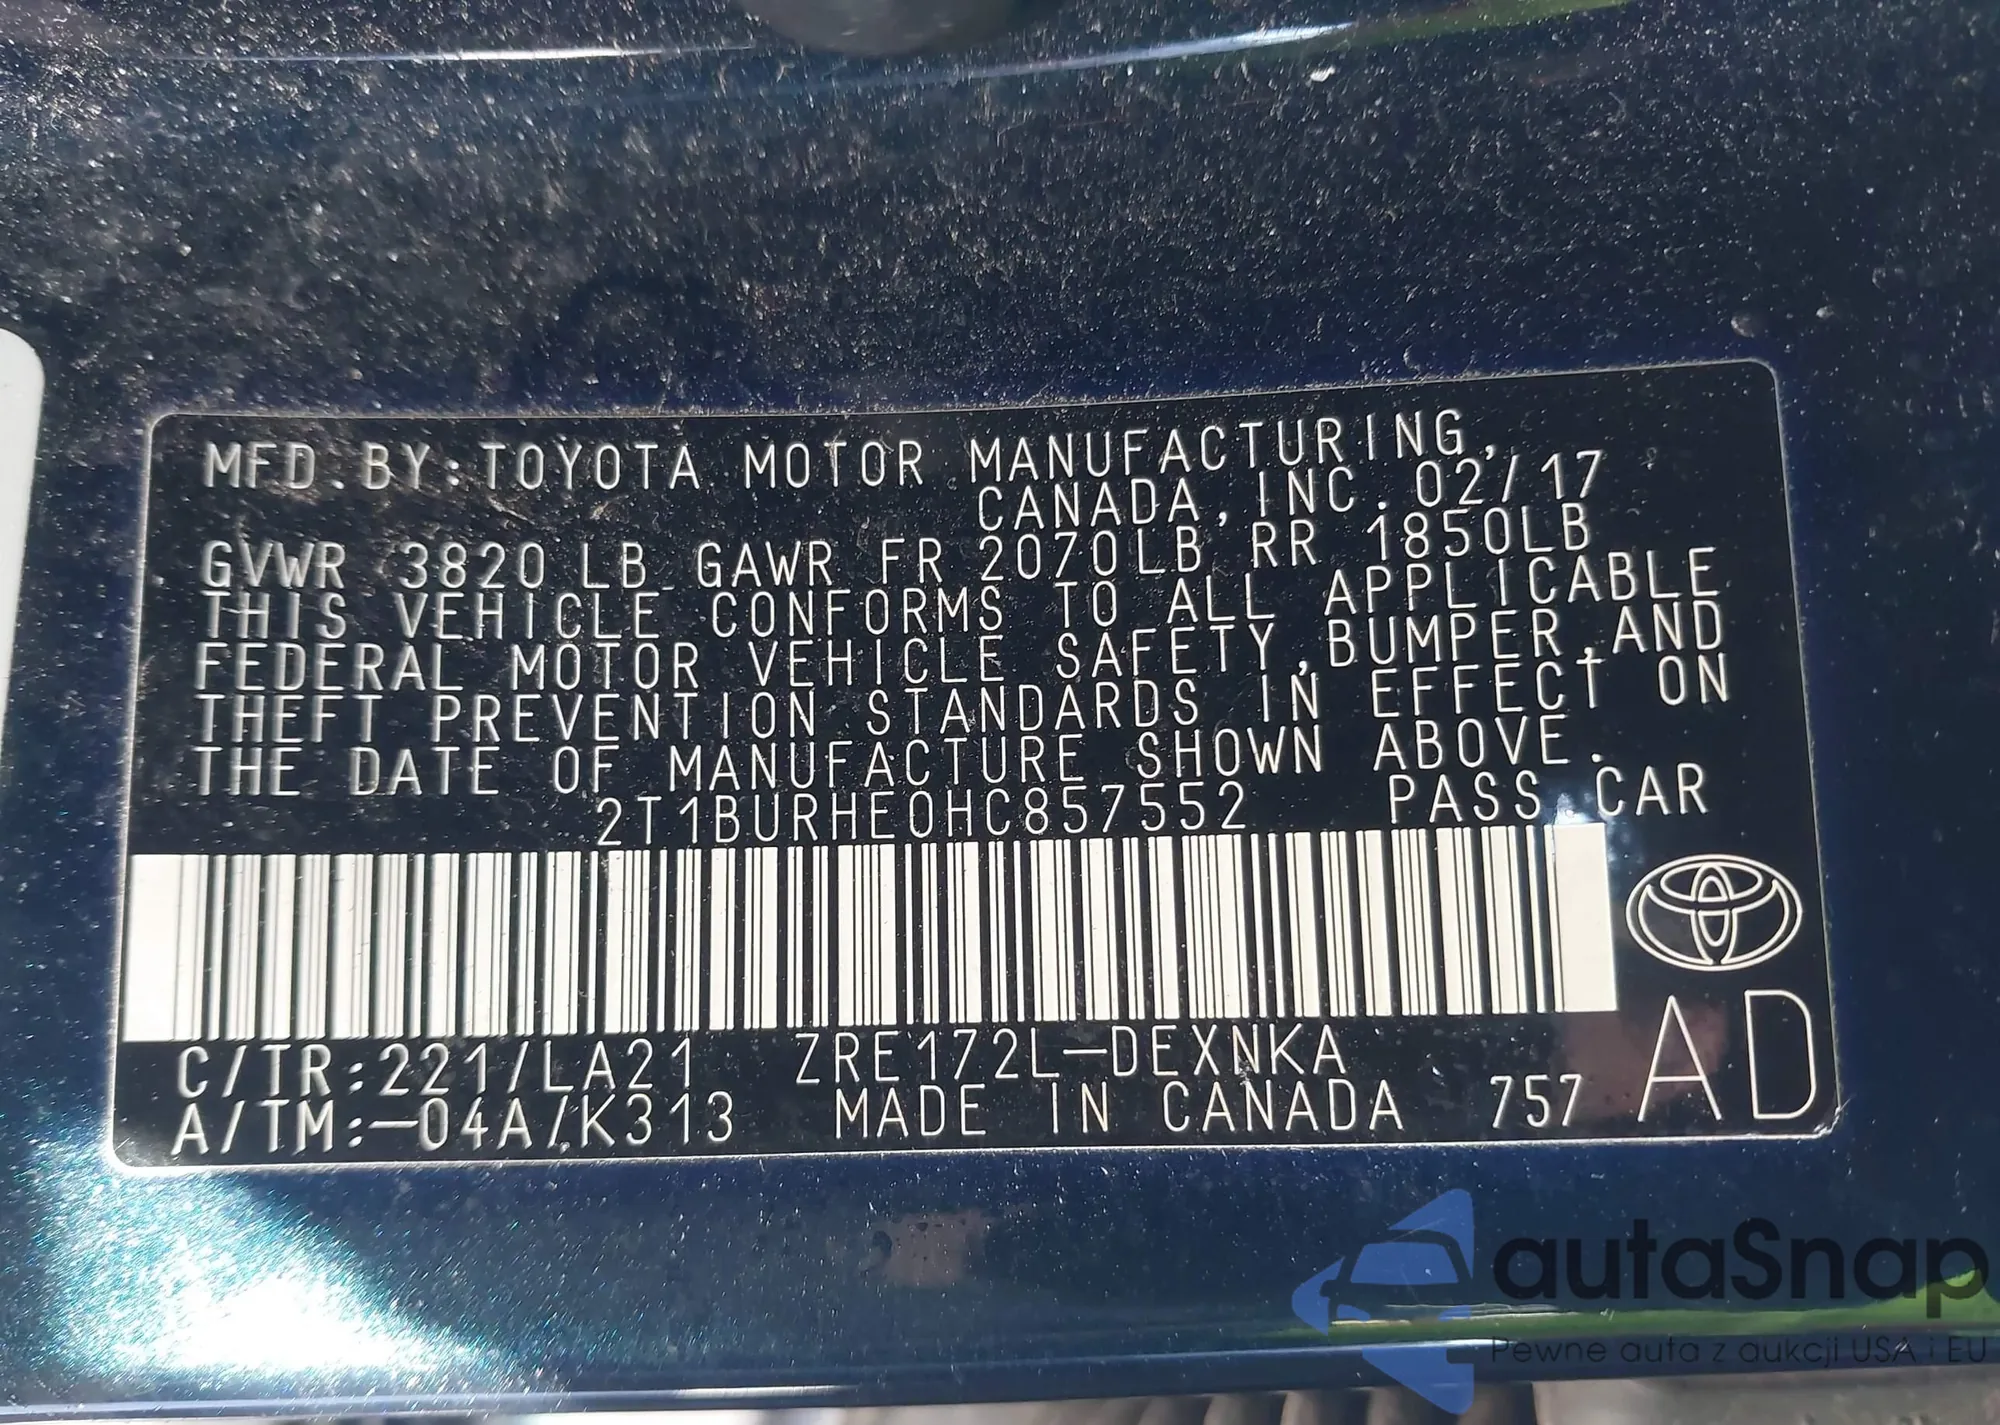 MFD.BY:TOYOTA MOTOR MANUFACTURING,
CANADA,INC.02/17
GVWR 3820LB GAWR FR 2070LB RR 1850LB
THIS VEHICLE CONFORMS TO ALL APPLICABLE
FEDERAL MOTOR VEHICLE SAFETY,BUMPER,AND
THEFT PREVENTION STANDARDS IN EFFECT ON
THE DATE OF MANUFACTURE SHOWN ABOVE.
2T1BURHE0HC857552 PASS.CAR
C/TR:221/LA21 ZRE172L-DEXNKA
A/TM:-04A/K313 MADE IN CANADA 757 AD
autaSnap
Pewne auta z aukcji USA i EU